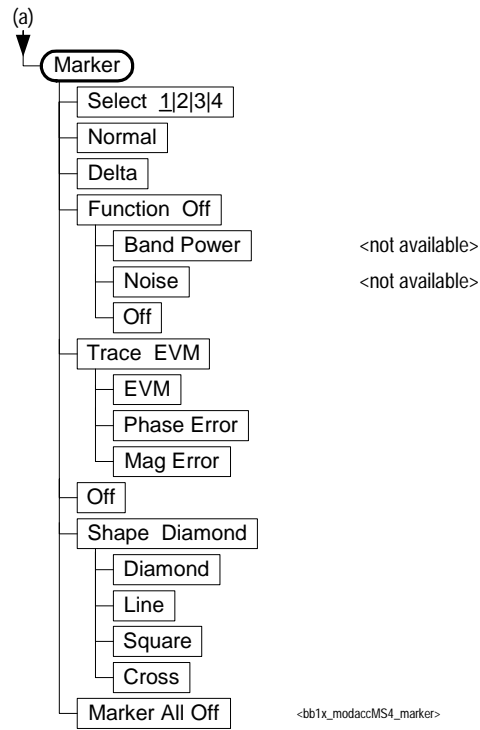 (a)
Marker
Select 1|2|3|4
Normal
Delta
Function Off
Band Power <not available>
Noise <not available>
Off
Trace EVM
EVM
Phase Error
Mag Error
Off
Shape Diamond
Diamond
Line
Square
Cross
Marker All Off <bb1x_modaccMS4_marker>